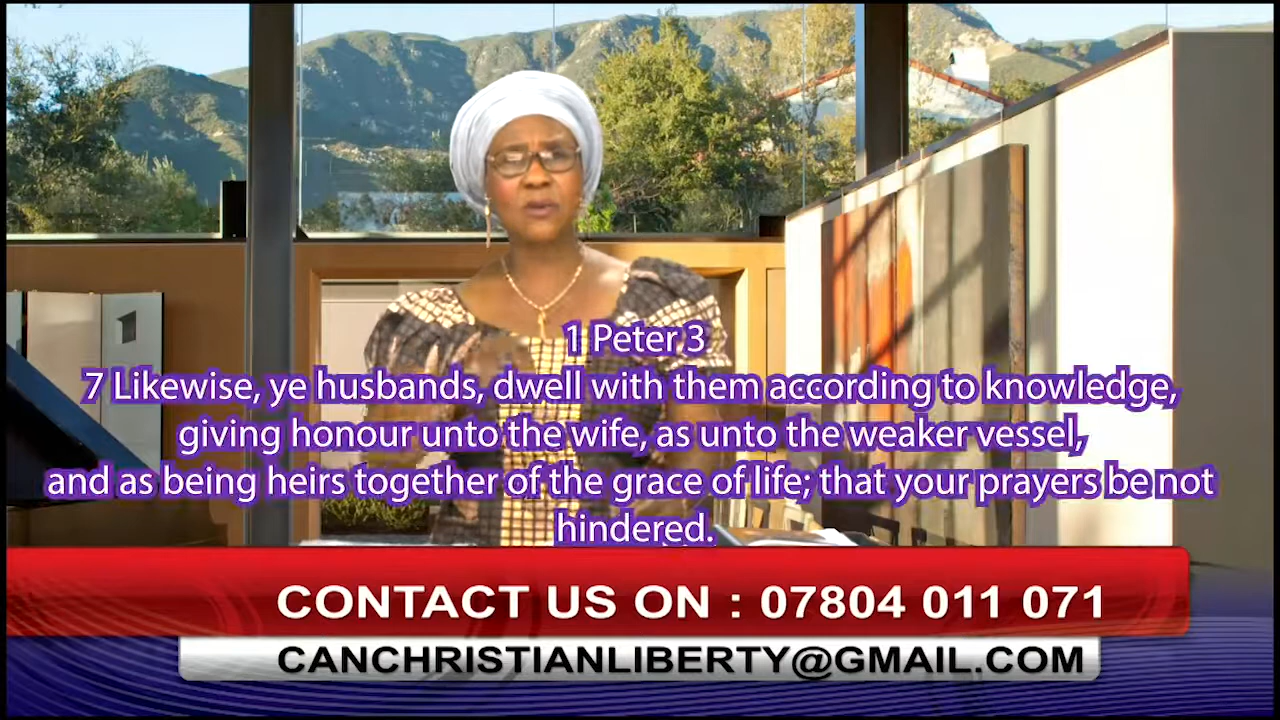 1 Peter 3
7 Likewise, ye husbands, dwell with them according to knowledge,
giving honour unto the wife, as unto the weaker vessel,
and as being heirs together of the grace of life; that your prayers be not
hindered.
CONTACT US ON : 07804 011 071
CANCHRISTIANLIBERTY@GMAIL.COM